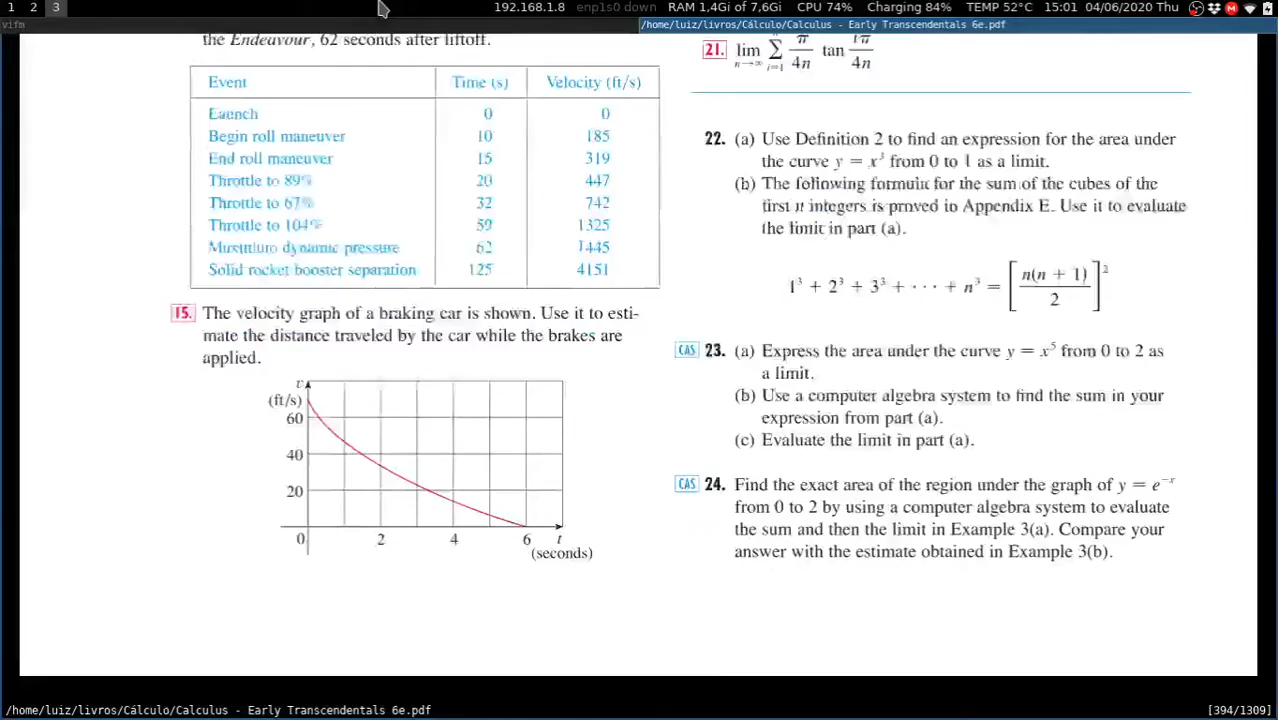 1 2 3 192.168.1.8 enp1s0 down RAM 1,4Gi of 7,6Gi CPU 74% Charging 84% TEMP 52°C 15:01 04/06/2020 Thu
vifm /home/luiz/livros/Cálculo/Calculus - Early Transcendentals 6e.pdf
the Endeavour, 62 seconds after liftoff.
Event Time (s) Velocity (ft/s)
Launch 0 0
Begin roll maneuver 10 185
End roll maneuver 15 319
Throttle to 89% 20 447
Throttle to 67% 32 742
Throttle to 104% 59 1325
Maximum dynamic pressure 62 1445
Solid rocket booster separation 125 4151
15. The velocity graph of a braking car is shown. Use it to esti-
mate the distance traveled by the car while the brakes are
applied.
v
(ft/s)
60
40
20
0 2 4 6 t
(seconds)
21. lim n→∞ ∑ i=1 π/4n tan iπ/4n
22. (a) Use Definition 2 to find an expression for the area under
the curve y = x³ from 0 to 1 as a limit.
(b) The following formula for the sum of the cubes of the
first n integers is proved in Appendix E. Use it to evaluate
the limit in part (a).
1³ + 2³ + 3³ + · · · + n³ = [n(n + 1)/2]²
CAS 23. (a) Express the area under the curve y = x⁵ from 0 to 2 as
a limit.
(b) Use a computer algebra system to find the sum in your
expression from part (a).
(c) Evaluate the limit in part (a).
CAS 24. Find the exact area of the region under the graph of y = e⁻ˣ
from 0 to 2 by using a computer algebra system to evaluate
the sum and then the limit in Example 3(a). Compare your
answer with the estimate obtained in Example 3(b).
/home/luiz/livros/Cálculo/Calculus - Early Transcendentals 6e.pdf [394/1309]